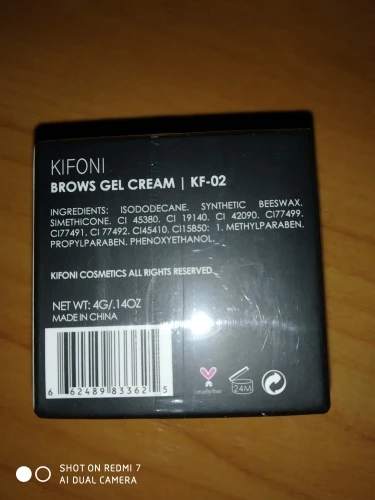 KIFONI
BROWS GEL CREAM | KF-02
INGREDIENTS: ISODODECANE. SYNTHETIC BEESWAX.
SIMETHICONE. CI 45380. CI 19140. CI 42090. CI77499.
CI77491. CI 77492. CI45410. CI15850: 1. METHYLPARABEN.
PROPYLPARABEN. PHENOXYETHANOL.
KIFONI COSMETICS ALL RIGHTS RESERVED
NET WT: 4G/.14OZ
MADE IN CHINA
6 62489 83362 5
cruelty free
24M
SHOT ON REDMI 7
AI DUAL CAMERA